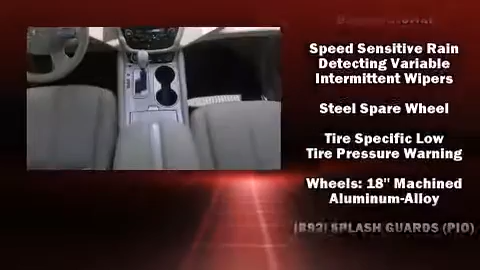 Speed Sensitive Rain
Detecting Variable
Intermittent Wipers
Steel Spare Wheel
Tire Specific Low
Tire Pressure Warning
Wheels: 18" Machined
Aluminum-Alloy
[B92] SPLASH GUARDS (PIO)